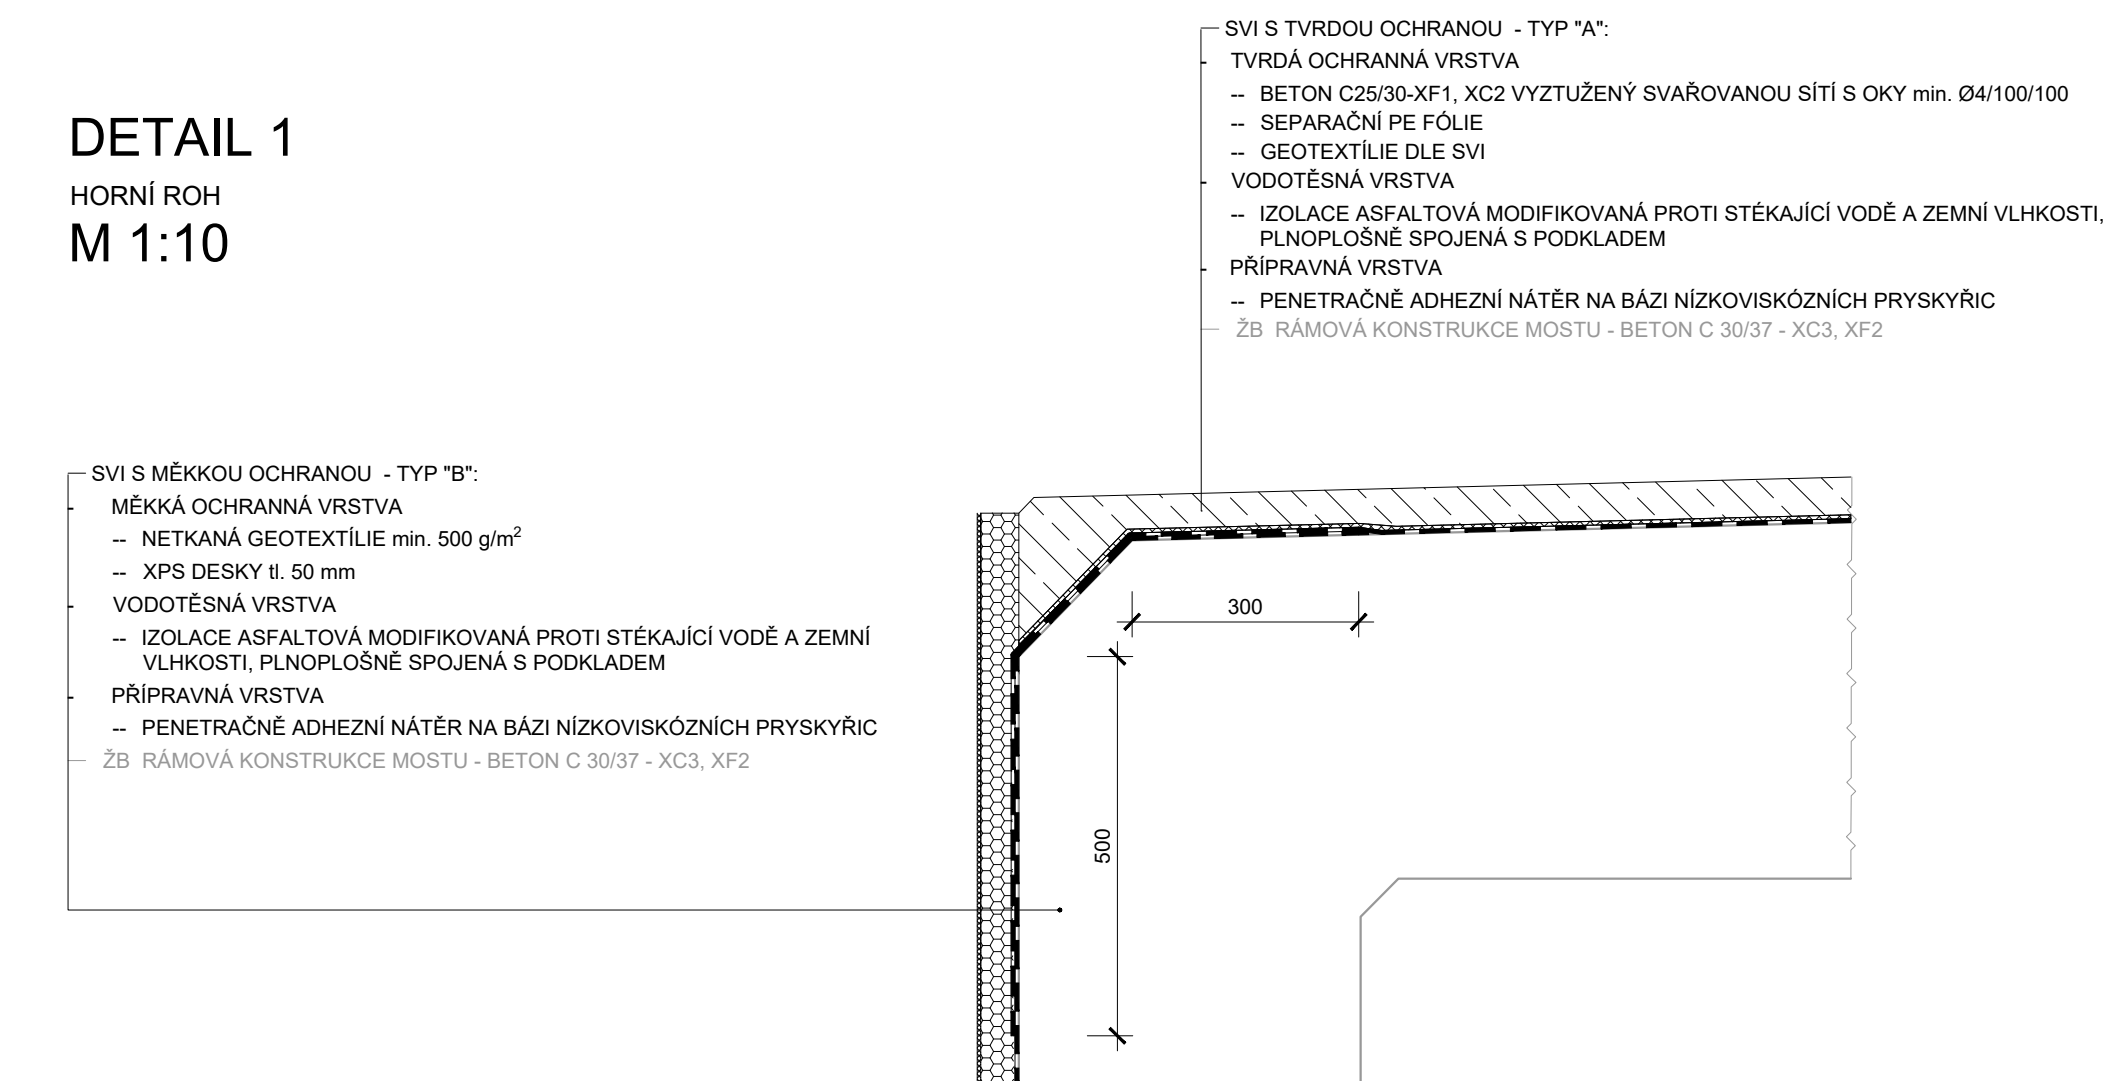 DETAIL 1
HORNÍ ROH
M 1:10
SVI S TVRDOU OCHRANOU - TYP "A":
TVRDÁ OCHRANNÁ VRSTVA
-- BETON C25/30-XF1, XC2 VYZTUŽENÝ SVAŘOVANOU SÍTÍ S OKY min. Ø4/100/100
-- SEPARAČNÍ PE FÓLIE
-- GEOTEXTÍLIE DLE SVI
VODOTĚSNÁ VRSTVA
-- IZOLACE ASFALTOVÁ MODIFIKOVANÁ PROTI STÉKAJÍCÍ VODĚ A ZEMNÍ VLHKOSTI,
PLNOPLOŠNĚ SPOJENÁ S PODKLADEM
PŘÍPRAVNÁ VRSTVA
-- PENETRAČNĚ ADHEZNÍ NÁTĚR NA BÁZI NÍZKOVISKÓZNÍCH PRYSKYŘIC
ŽB RÁMOVÁ KONSTRUKCE MOSTU - BETON C 30/37 - XC3, XF2
SVI S MĚKKOU OCHRANOU - TYP "B":
MĚKKÁ OCHRANNÁ VRSTVA
-- NETKANÁ GEOTEXTÍLIE min. 500 g/m²
-- XPS DESKY tl. 50 mm
VODOTĚSNÁ VRSTVA
-- IZOLACE ASFALTOVÁ MODIFIKOVANÁ PROTI STÉKAJÍCÍ VODĚ A ZEMNÍ
VLHKOSTI, PLNOPLOŠNĚ SPOJENÁ S PODKLADEM
PŘÍPRAVNÁ VRSTVA
-- PENETRAČNĚ ADHEZNÍ NÁTĚR NA BÁZI NÍZKOVISKÓZNÍCH PRYSKYŘIC
ŽB RÁMOVÁ KONSTRUKCE MOSTU - BETON C 30/37 - XC3, XF2
300
500